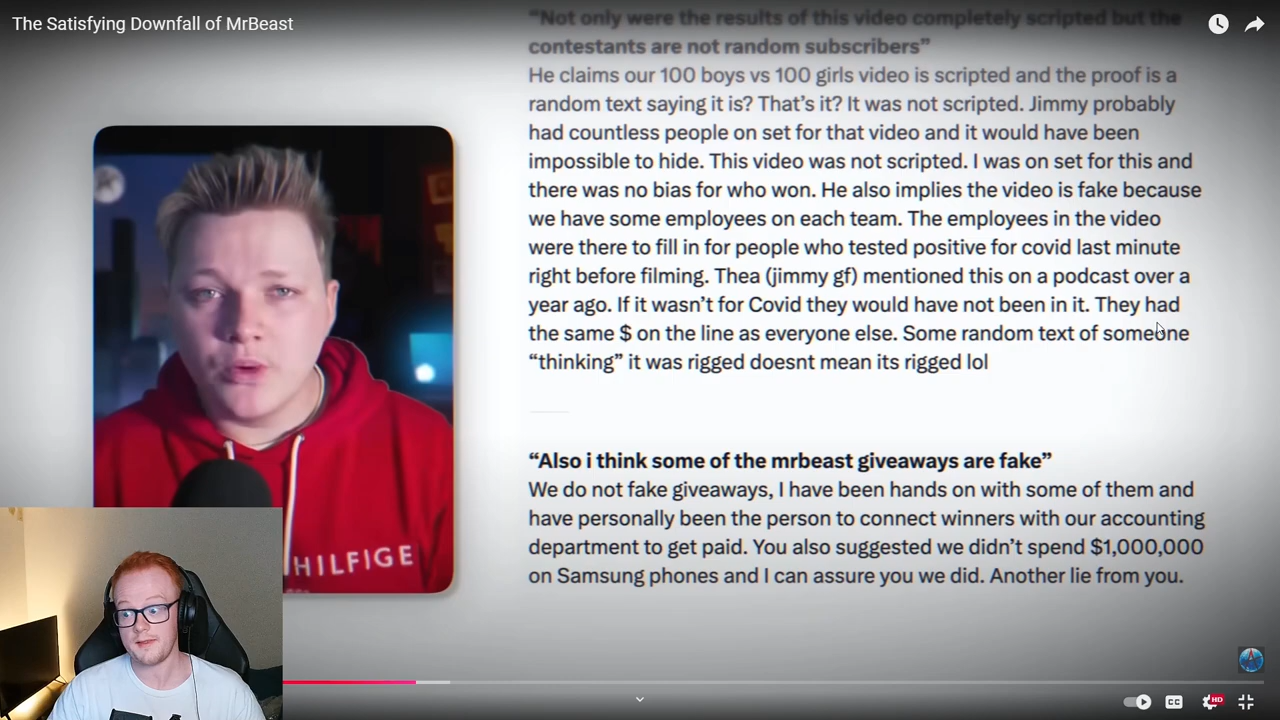 The Satisfying Downfall of MrBeast
“Not only were the results of this video completely scripted but the
contestants are not random subscribers”
He claims our 100 boys vs 100 girls video is scripted and the proof is a
random text saying it is? That’s it? It was not scripted. Jimmy probably
had countless people on set for that video and it would have been
impossible to hide. This video was not scripted. I was on set for this and
there was no bias for who won. He also implies the video is fake because
we have some employees on each team. The employees in the video
were there to fill in for people who tested positive for covid last minute
right before filming. Thea (jimmy gf) mentioned this on a podcast over a
year ago. If it wasn’t for Covid they would have not been in it. They had
the same $ on the line as everyone else. Some random text of someone
“thinking” it was rigged doesnt mean its rigged lol
“Also i think some of the mrbeast giveaways are fake”
We do not fake giveaways, I have been hands on with some of them and
have personally been the person to connect winners with our accounting
department to get paid. You also suggested we didn’t spend $1,000,000
on Samsung phones and I can assure you we did. Another lie from you.
HILFIGE
CC
HD